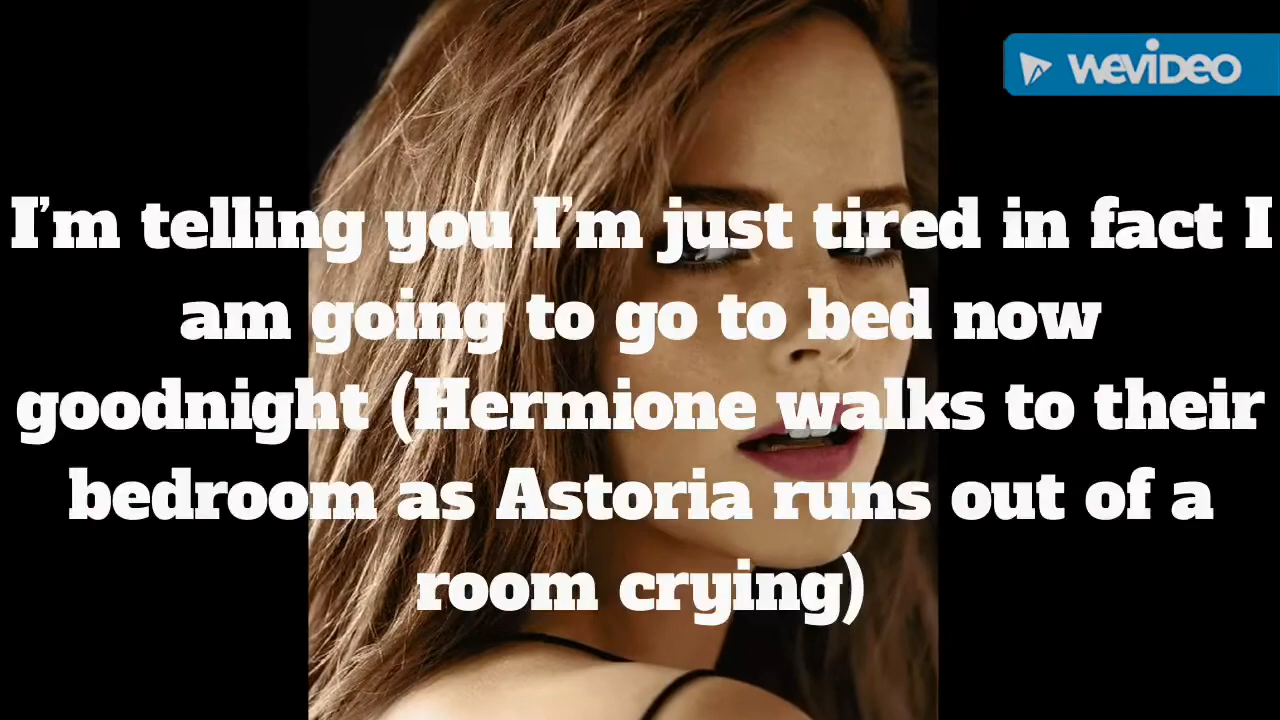 WEVIDEO
I'm telling you I'm just tired in fact I
am going to go to bed now
goodnight (Hermione walks to their
bedroom as Astoria runs out of a
room crying)